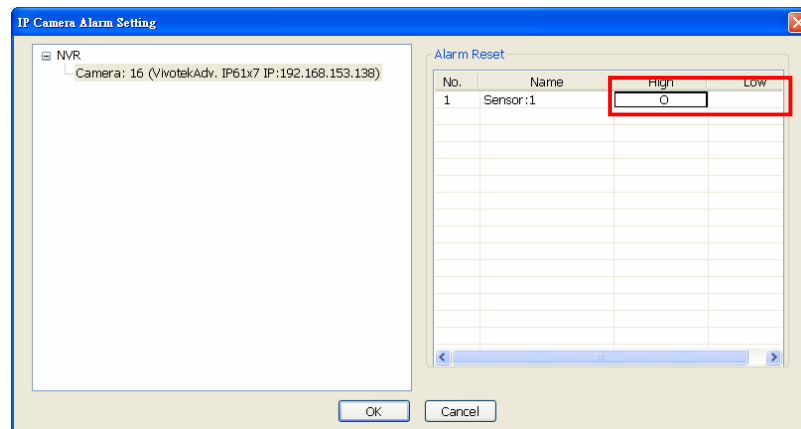 IP Camera Alarm Setting
NVR
Camera: 16 (VivotekAdv. IP61x7 IP:192.168.153.138)
Alarm Reset
No. Name High Low
1 Sensor:1 O
OK Cancel